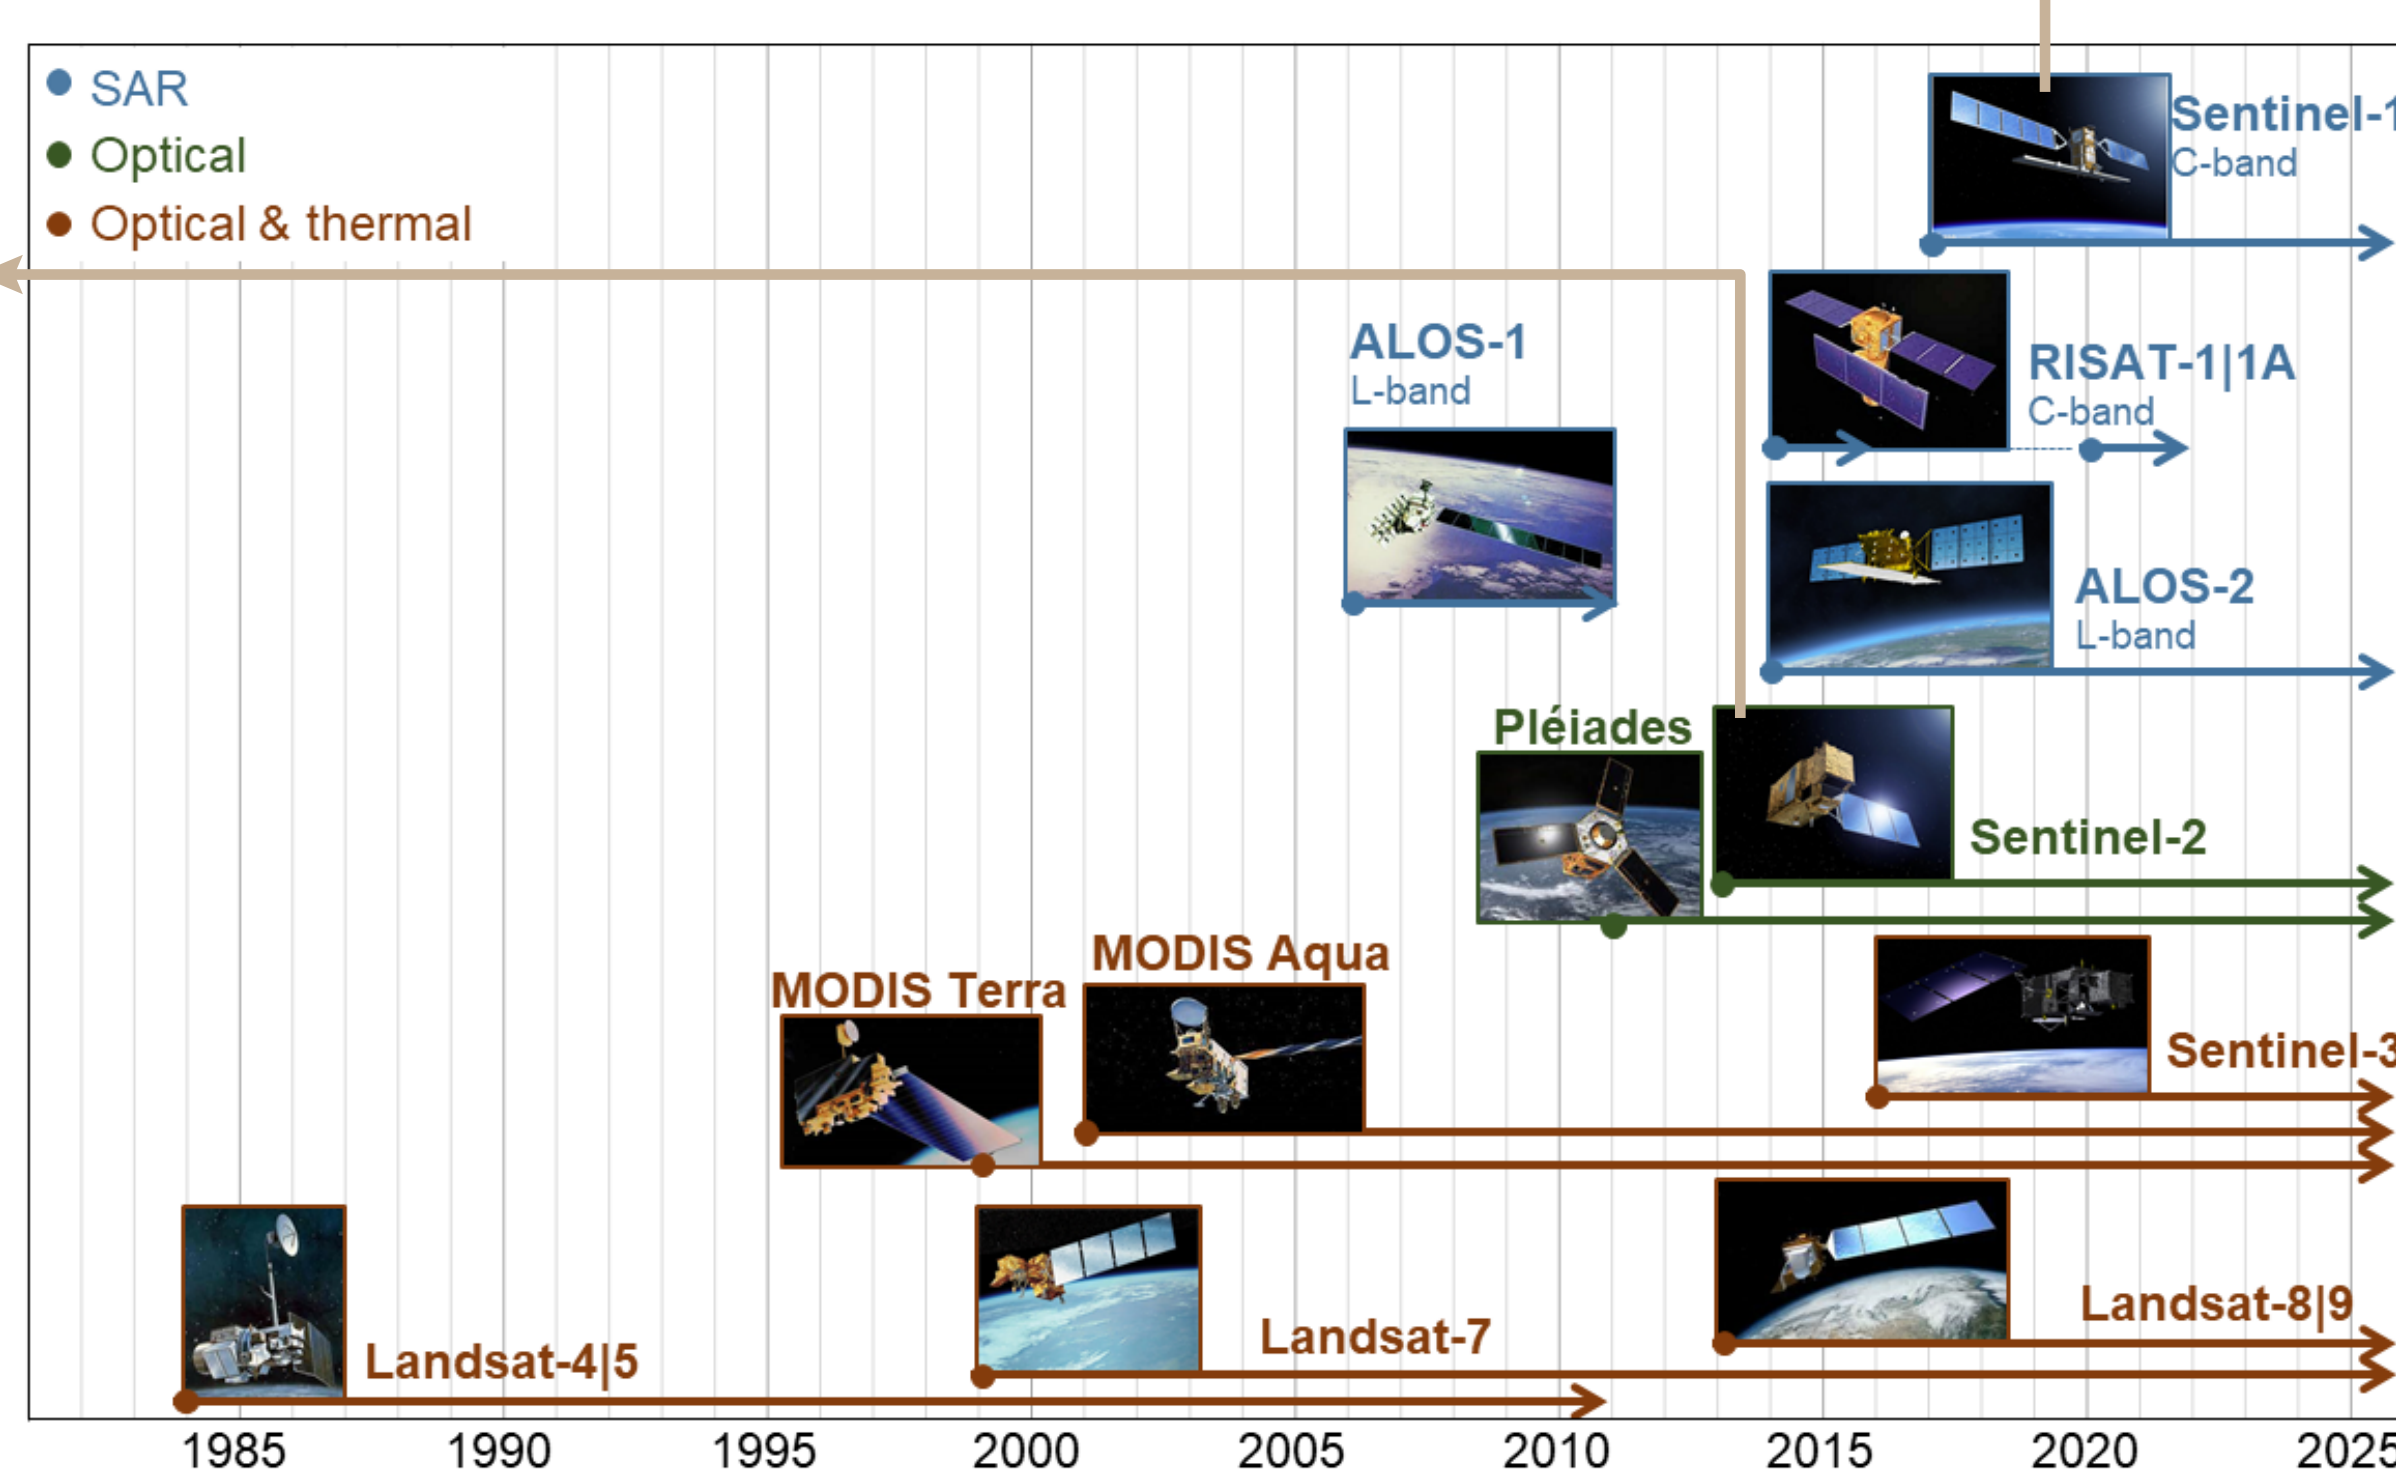 SAR
Optical
Optical & thermal
Sentinel-1
C-band
ALOS-1
L-band
RISAT-1|1A
C-band
ALOS-2
L-band
Pléiades
Sentinel-2
MODIS Aqua
MODIS Terra
Sentinel-3
Landsat-8|9
Landsat-7
Landsat-4|5
1985 1990 1995 2000 2005 2010 2015 2020 2025